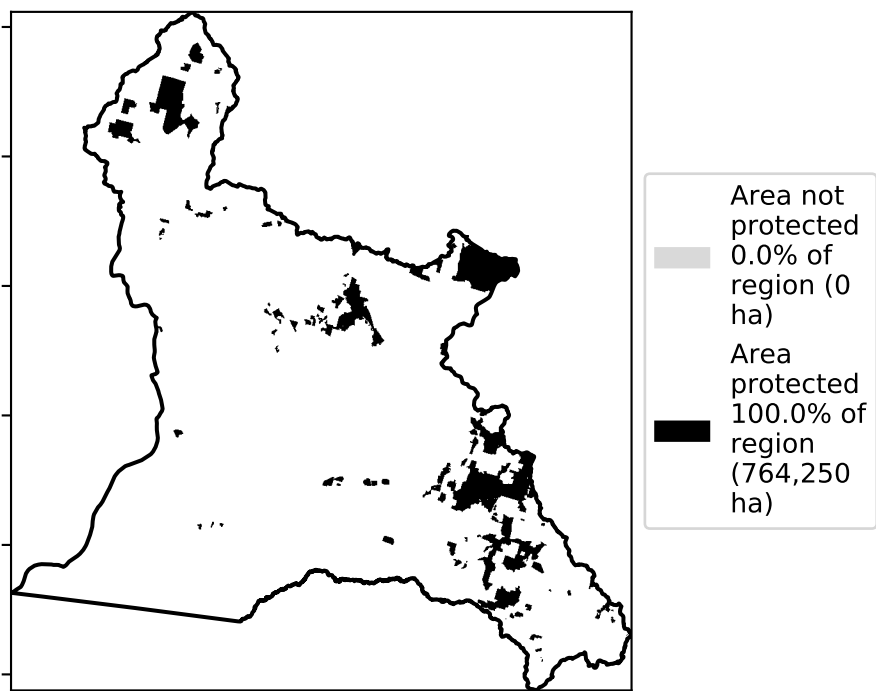 Area not
protected
0.0% of
region (0
ha)
Area
protected
100.0% of
region
(764,250
ha)